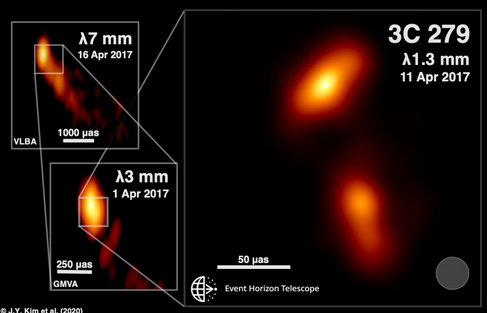 λ7 mm
16 Apr 2017
1000 µas
VLBA
λ3 mm
1 Apr 2017
250 µas
GMVA
3C 279
λ1.3 mm
11 Apr 2017
50 µas
Event Horizon Telescope
© J.Y. Kim et al. (2020)